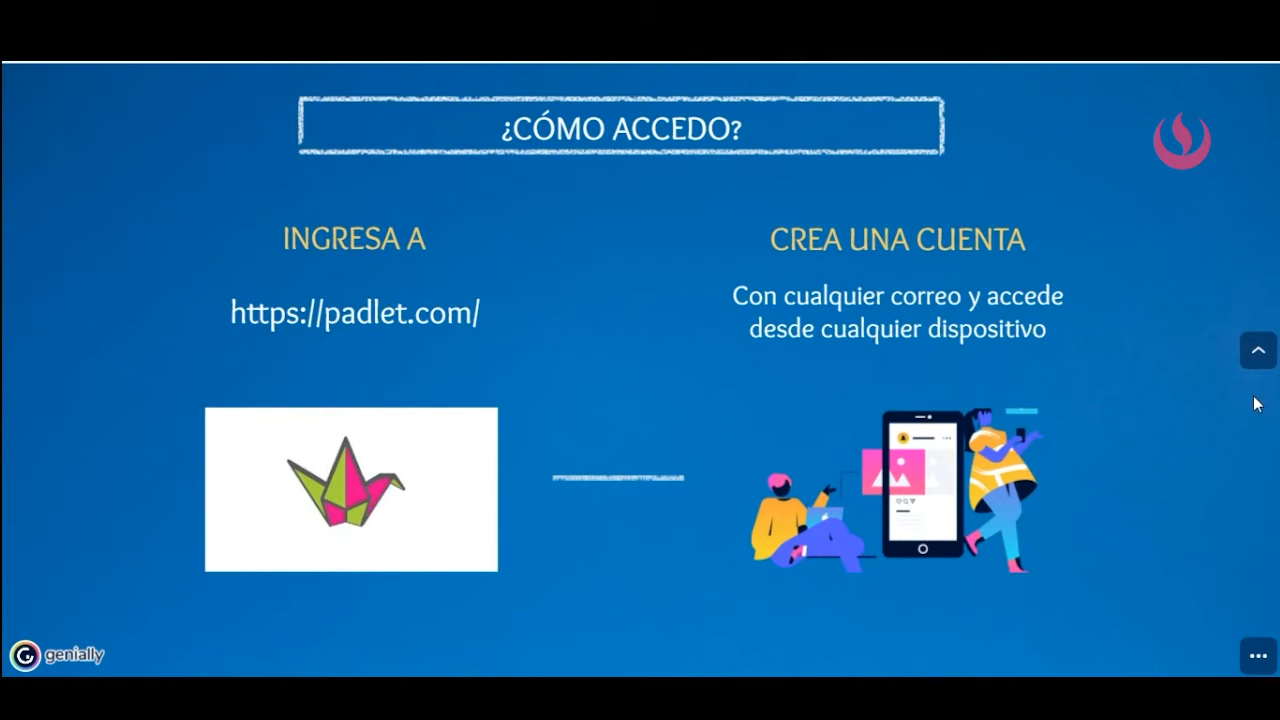 ¿CÓMO ACCEDO?
INGRESA A
https://padlet.com/
CREA UNA CUENTA
Con cualquier correo y accede
desde cualquier dispositivo
genially